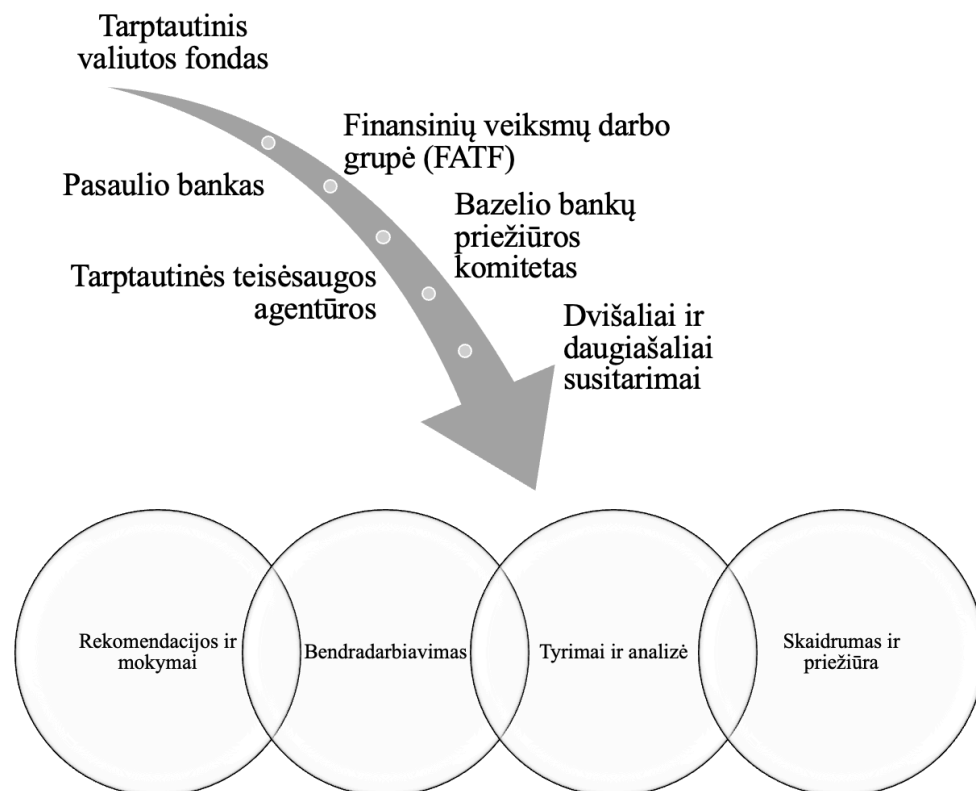 Tarptautinis
valiutos fondas
Finansinių veiksmų darbo
grupė (FATF)
Pasaulio bankas
Bazelio bankų
priežiūros
komitetas
Tarptautinės teisėsaugos
agentūros
Dvišaliai ir
daugiašaliai
susitarimai
Rekomendacijos ir
mokymai
Bendradarbiavimas
Tyrimai ir analizė
Skaidrumas ir
priežiūra